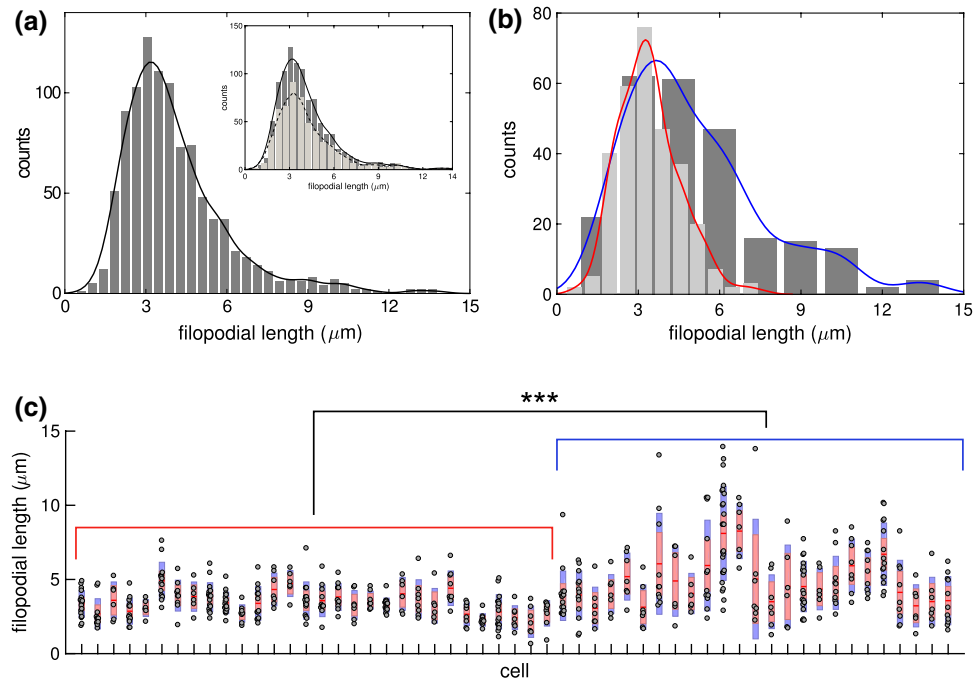 (a)
counts
100
50
0
0 3 6 9 12 15
filopodial length (μm)
counts
150
100
50
0
0 3 6 9 12 14
filopodial length (μm)
(b)
counts
80
60
40
20
0
0 3 6 9 12 15
filopodial length (μm)
(c)
***
filopodial length (μm)
15
10
5
0
cell